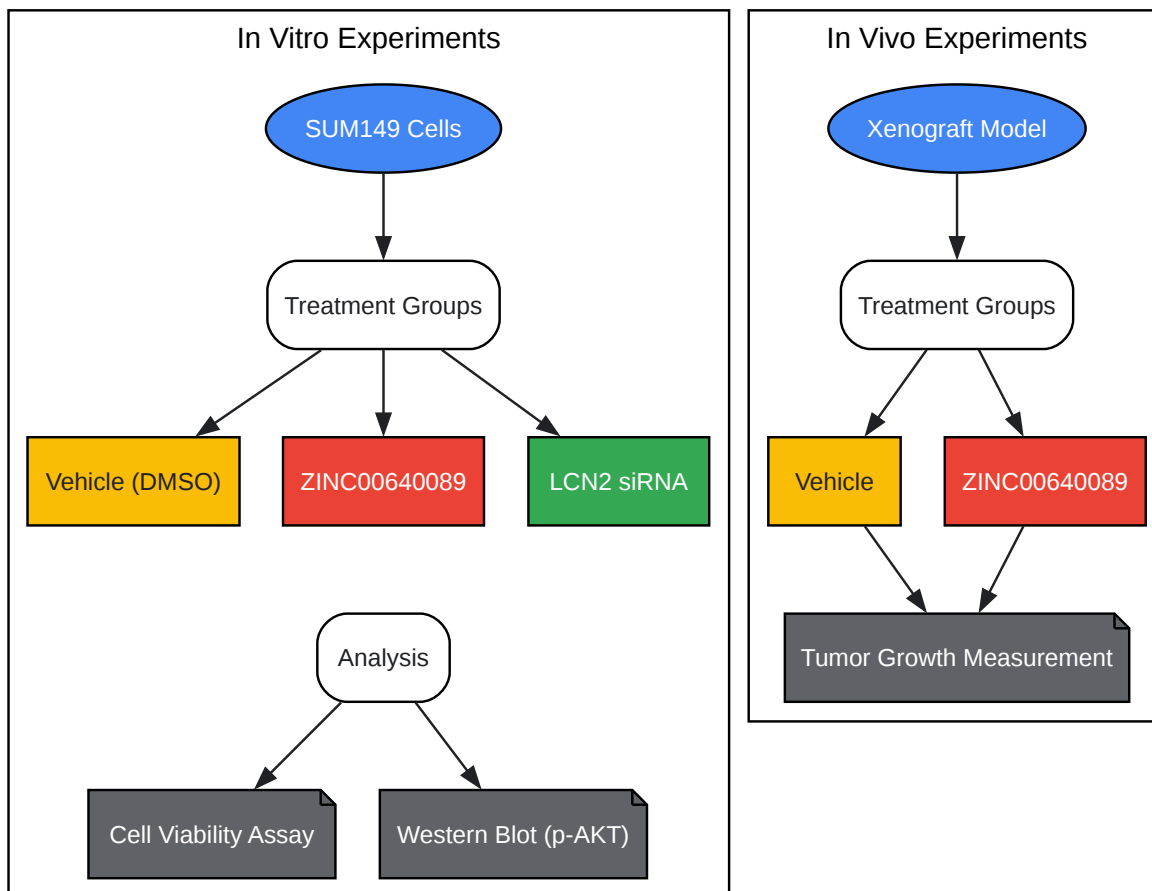 In Vitro Experiments
SUM149 Cells
Treatment Groups
Vehicle (DMSO)
ZINC00640089
LCN2 siRNA
Analysis
Cell Viability Assay
Western Blot (p-AKT)
In Vivo Experiments
Xenograft Model
Treatment Groups
Vehicle
ZINC00640089
Tumor Growth Measurement